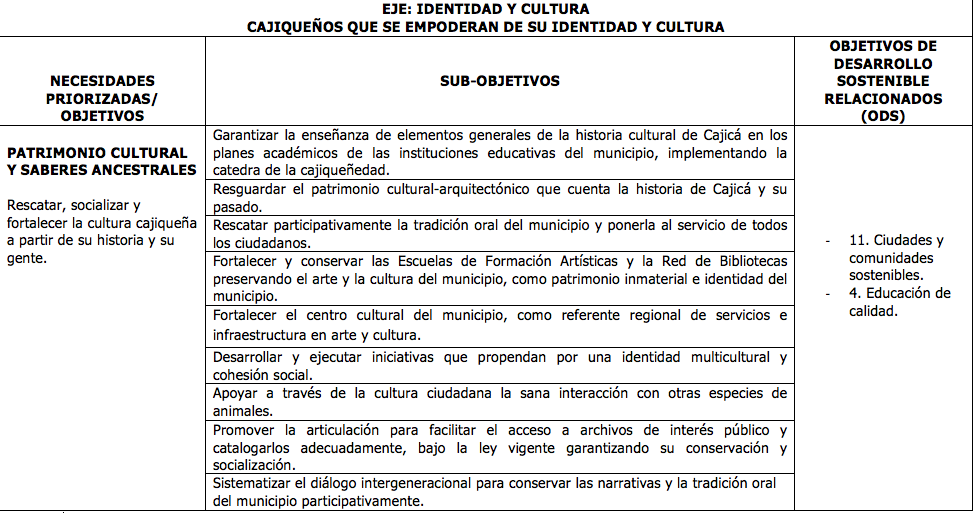 EJE: IDENTIDAD Y CULTURA
CAJIQUEÑOS QUE SE EMPODERAN DE SU IDENTIDAD Y CULTURA
NECESIDADES
PRIORIZADAS/
OBJETIVOS
SUB-OBJETIVOS
OBJETIVOS DE
DESARROLLO
SOSTENIBLE
RELACIONADOS
(ODS)
PATRIMONIO CULTURAL
Y SABERES ANCESTRALES
Rescatar, socializar y
fortalecer la cultura cajiqueña
a partir de su historia y su
gente.
Garantizar la enseñanza de elementos generales de la historia cultural de Cajicá en los
planes académicos de las instituciones educativas del municipio, implementando la
catedra de la cajiqueñedad.
Resguardar el patrimonio cultural-arquitectónico que cuenta la historia de Cajicá y su
pasado.
Rescatar participativamente la tradición oral del municipio y ponerla al servicio de todos
los ciudadanos.
Fortalecer y conservar las Escuelas de Formación Artísticas y la Red de Bibliotecas
preservando el arte y la cultura del municipio, como patrimonio inmaterial e identidad del
municipio.
Fortalecer el centro cultural del municipio, como referente regional de servicios e
infraestructura en arte y cultura.
Desarrollar y ejecutar iniciativas que propendan por una identidad multicultural y
cohesión social.
Apoyar a través de la cultura ciudadana la sana interacción con otras especies de
animales.
Promover la articulación para facilitar el acceso a archivos de interés público y
catalogarlos adecuadamente, bajo la ley vigente garantizando su conservación y
socialización.
Sistematizar el diálogo intergeneracional para conservar las narrativas y la tradición oral
del municipio participativamente.
- 11. Ciudades y
comunidades
sostenibles.
- 4. Educación de
calidad.